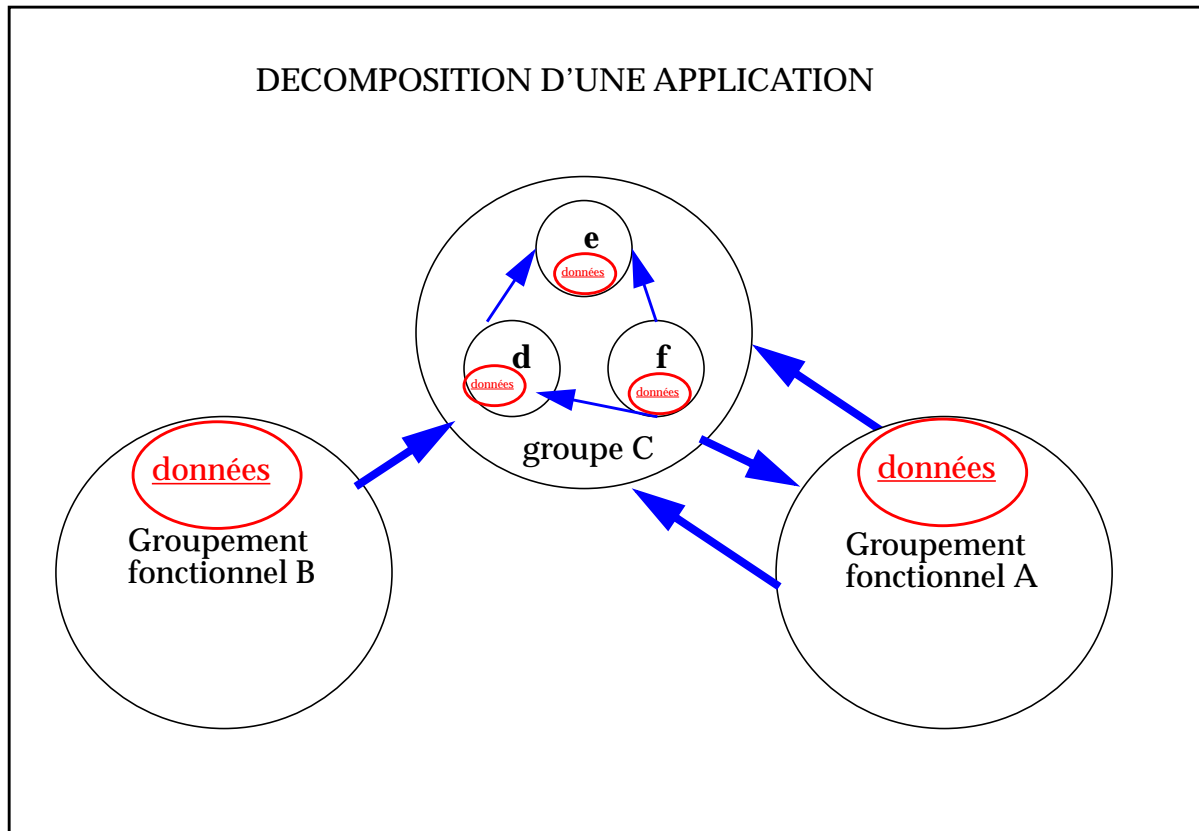 DECOMPOSITION D’UNE APPLICATION
e
données
d
données
f
données
groupe C
données
Groupement
fonctionnel B
données
Groupement
fonctionnel A